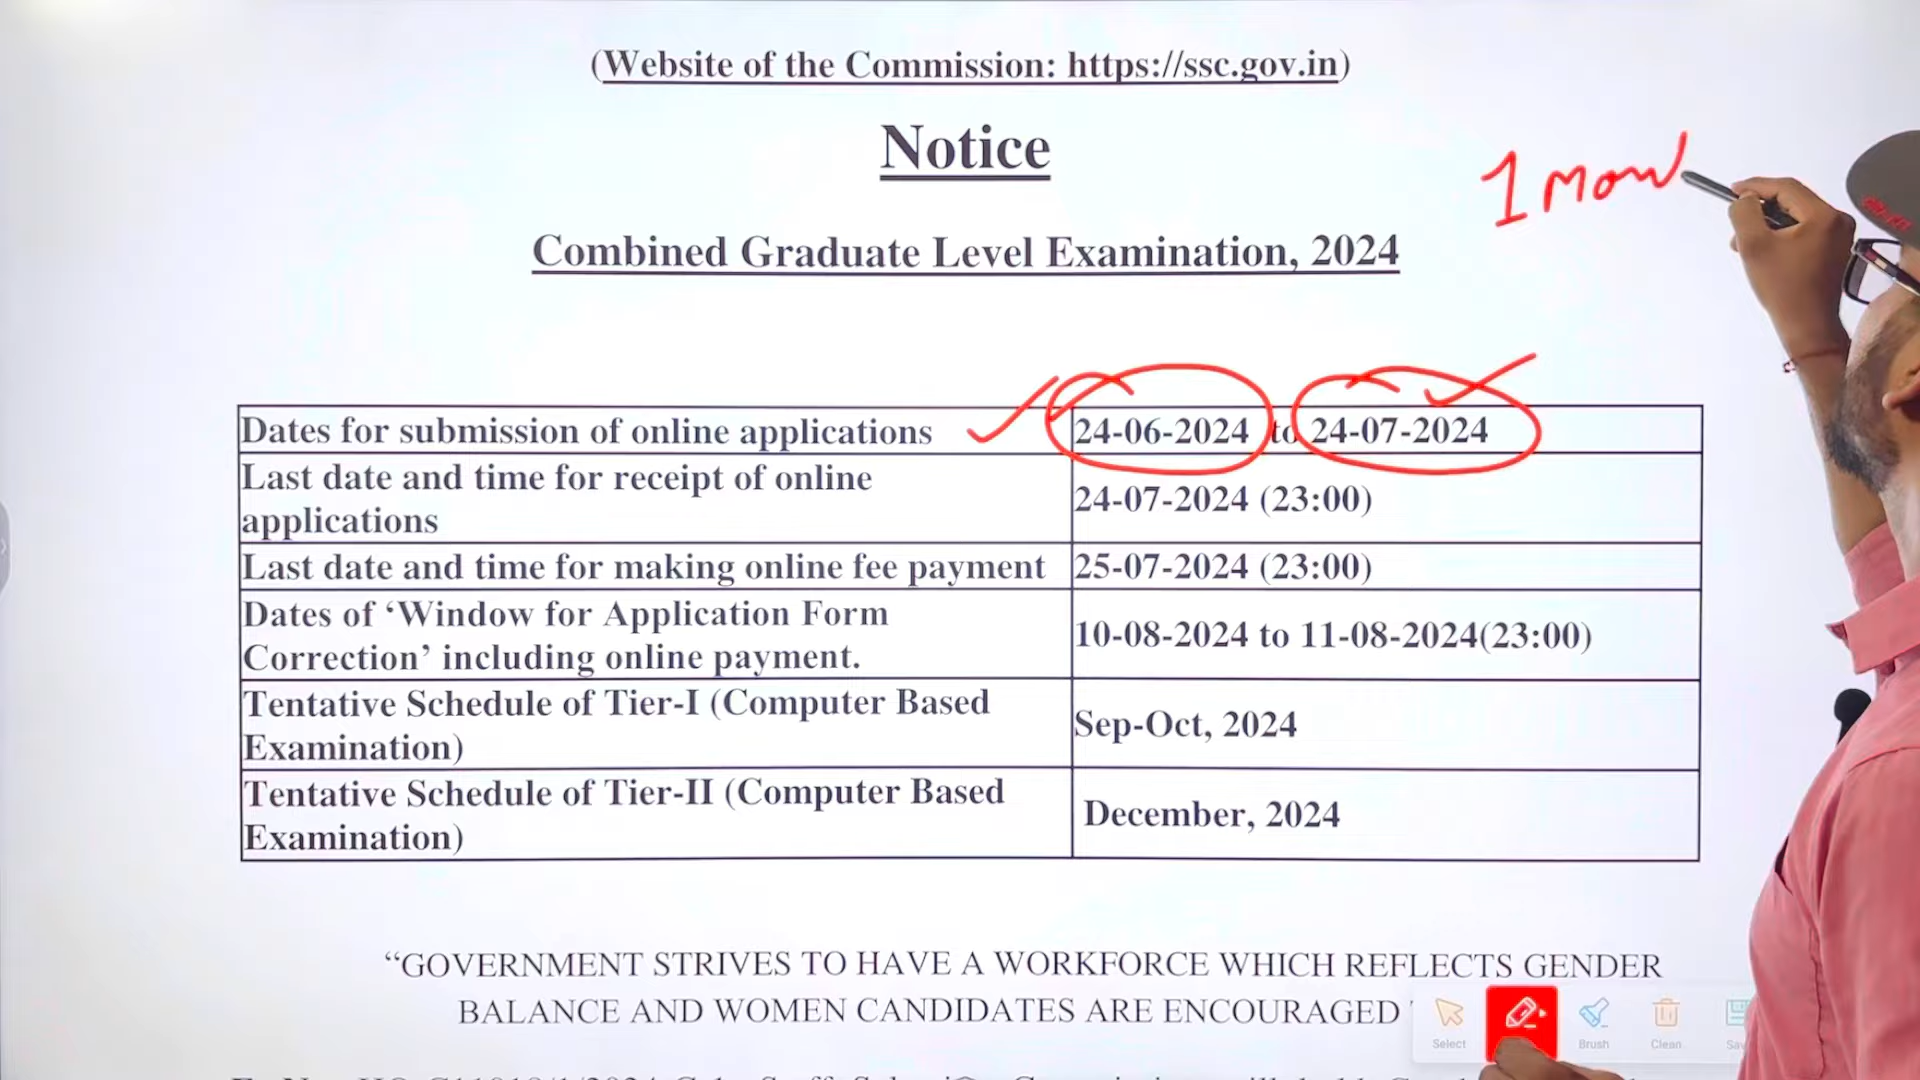 (Website of the Commission: https://ssc.gov.in)
Notice
1 Mon
Combined Graduate Level Examination, 2024
Dates for submission of online applications 24-06-2024 to 24-07-2024
Last date and time for receipt of online
applications
24-07-2024 (23:00)
Last date and time for making online fee payment 25-07-2024 (23:00)
Dates of ‘Window for Application Form
Correction’ including online payment.
10-08-2024 to 11-08-2024(23:00)
Tentative Schedule of Tier-I (Computer Based
Examination)
Sep-Oct, 2024
Tentative Schedule of Tier-II (Computer Based
Examination)
December, 2024
“GOVERNMENT STRIVES TO HAVE A WORKFORCE WHICH REFLECTS GENDER
BALANCE AND WOMEN CANDIDATES ARE ENCOURAGED
Select Brush Clean